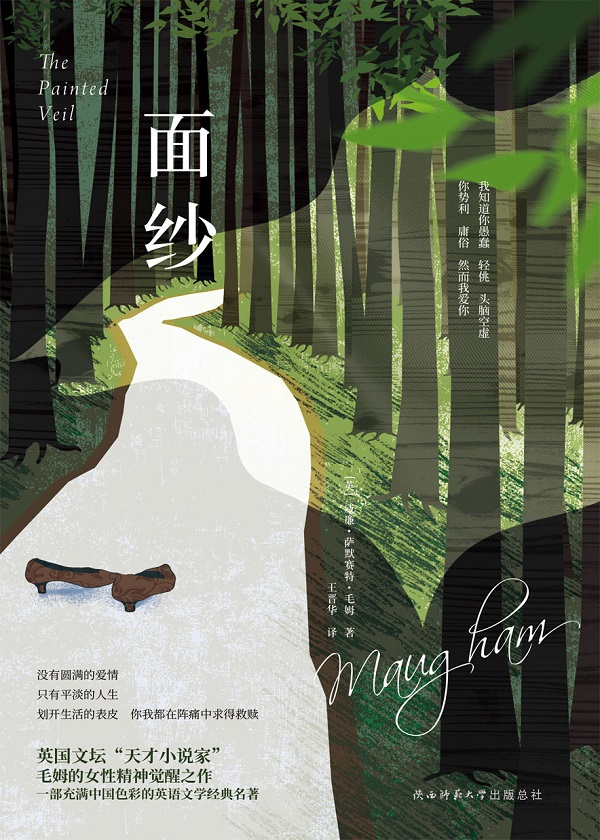 The
Painted
Veil
面纱
我知道你愚蠢 轻佻 头脑空虚
你势利 庸俗 然而我爱你
[英]威廉·萨默赛特·毛姆 著
王晋华 译
Maugham
没有圆满的爱情
只有平淡的人生
划开生活的表皮 你我都在阵痛中求得救赎
英国文坛“天才小说家”
毛姆的女性精神觉醒之作
一部充满中国色彩的英语文学经典名著
陕西师范大学出版总社